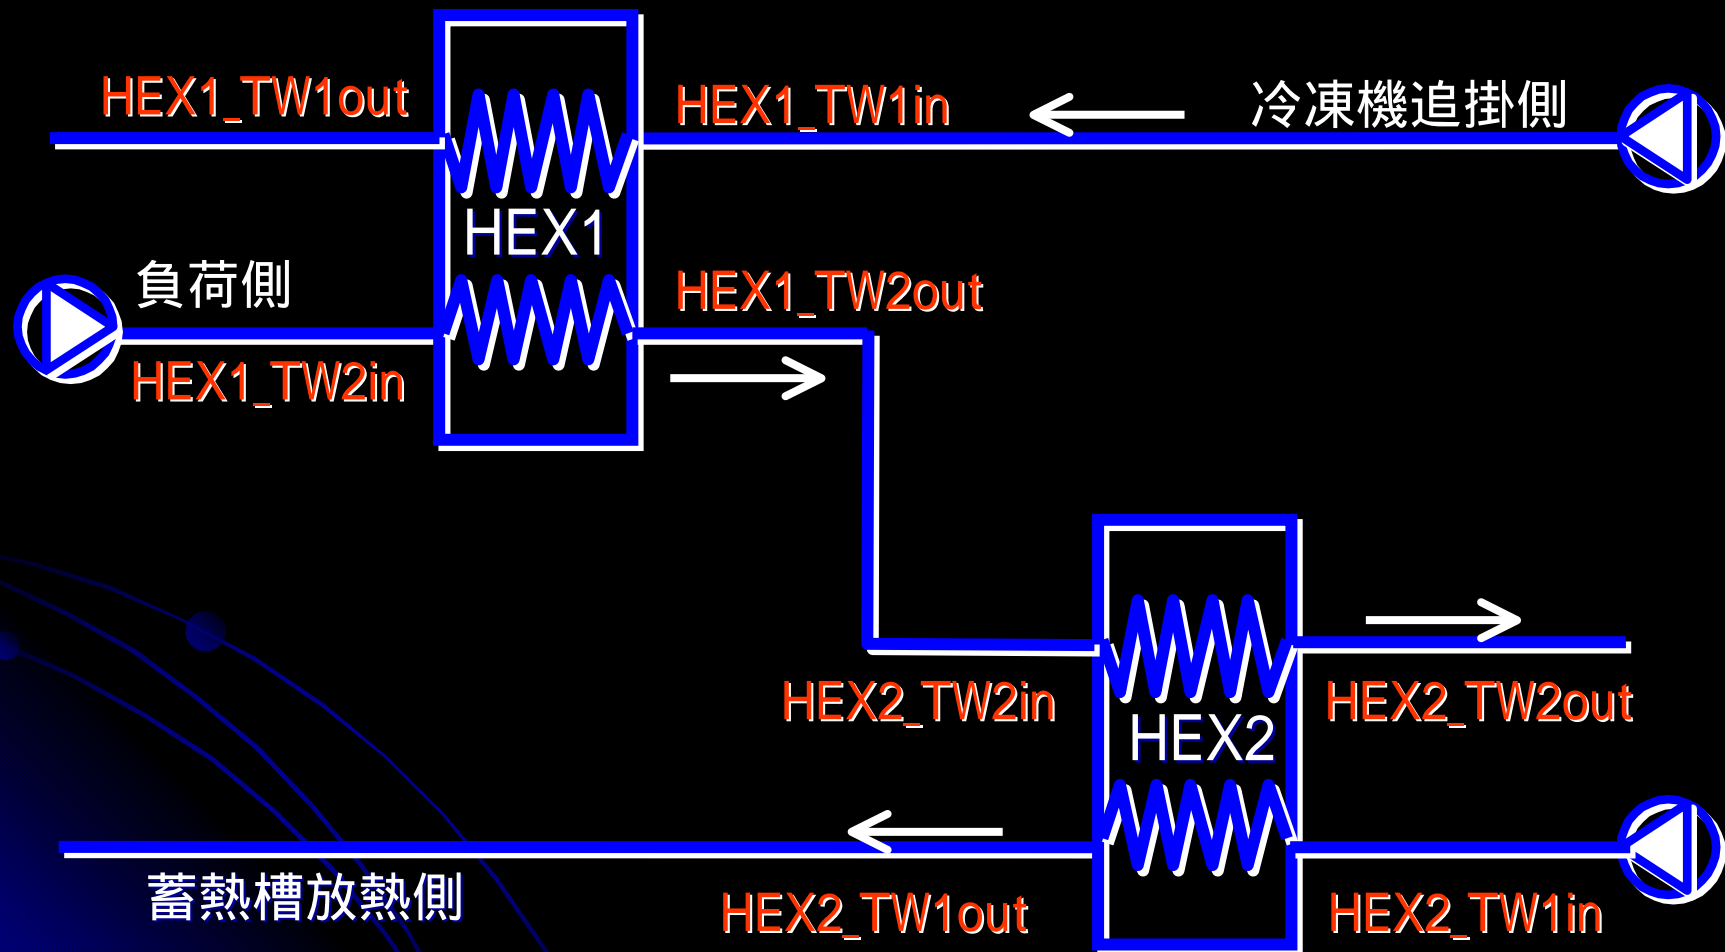 HEX1_TW1out
HEX1_TW1in
冷凍機追掛側
HEX1
負荷側
HEX1_TW2out
HEX1_TW2in
HEX2_TW2in
HEX2_TW2out
HEX2
蓄熱槽放熱側
HEX2_TW1out
HEX2_TW1in